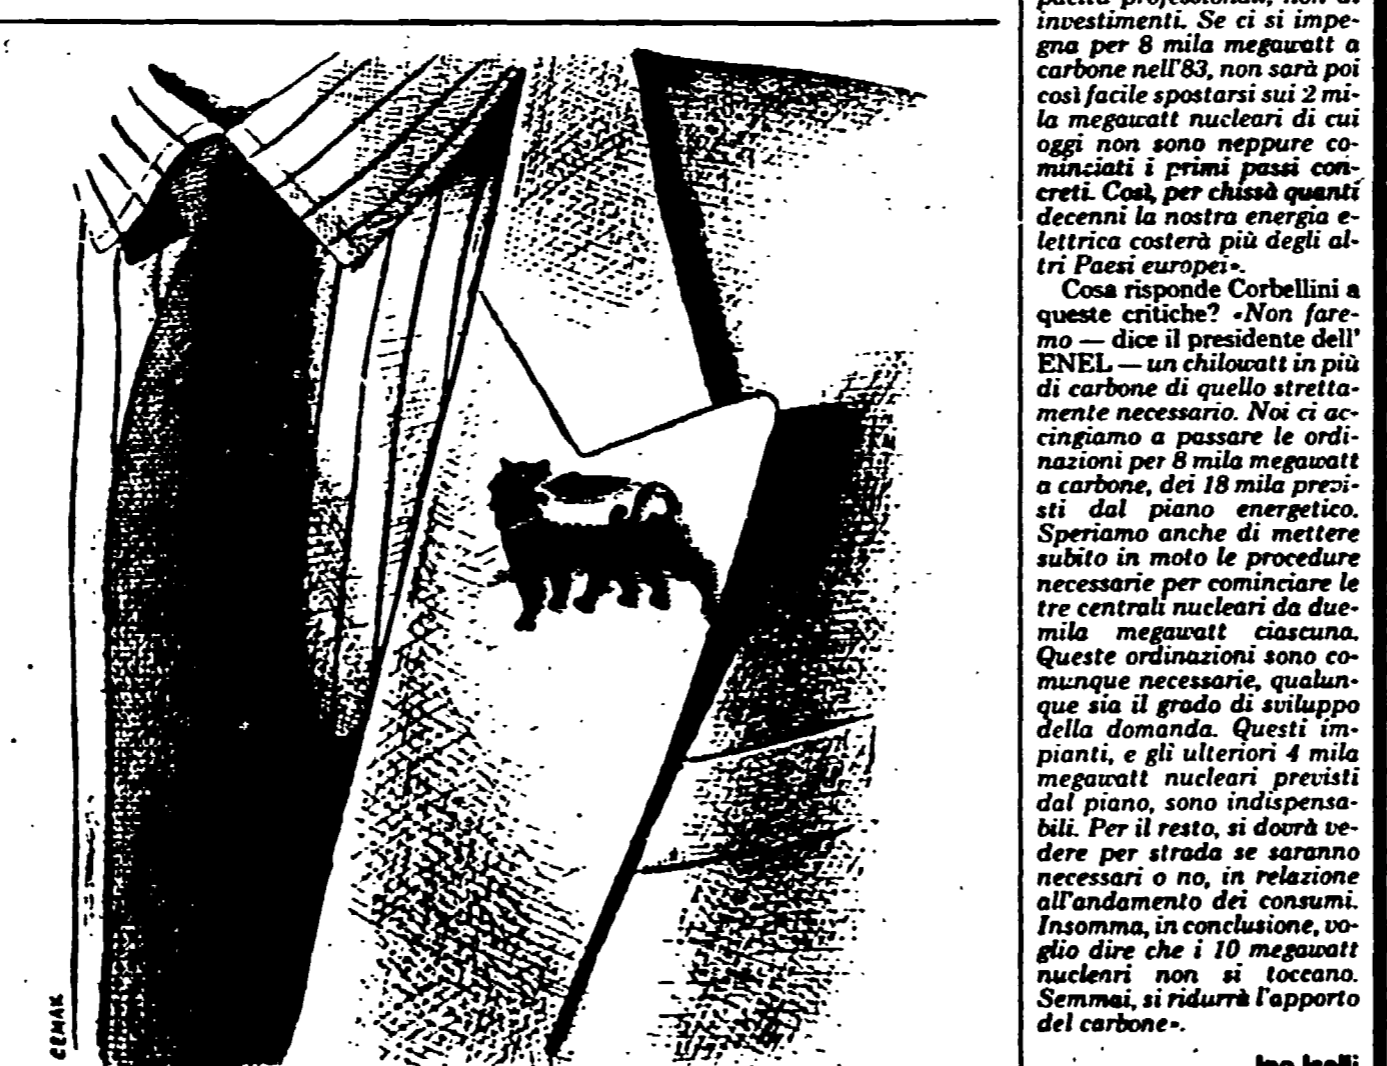 CEMAK
investimenti. Se ci si impe-
gna per 8 mila megawatt a
carbone nell'83, non sarà poi
così facile spostarsi sui 2 mi-
la megawatt nucleari di cui
oggi non sono neppure co-
minciati i primi passi con-
creti. Così, per chissà quanti
decenni la nostra energia e-
lettrica costerà più degli al-
tri Paesi europei».
Cosa risponde Corbellini a
queste critiche? «Non fare-
mo — dice il presidente dell'
ENEL — un chilowatt in più
di carbone di quello stretta-
mente necessario. Noi ci ac-
cingiamo a passare le ordi-
nazioni per 8 mila megawatt
a carbone, dei 18 mila previ-
sti dal piano energetico.
Speriamo anche di mettere
subito in moto le procedure
necessarie per cominciare le
tre centrali nucleari da due-
mila megawatt ciascuna.
Queste ordinazioni sono co-
munque necessarie, qualun-
que sia il grado di sviluppo
della domanda. Questi im-
pianti, e gli ulteriori 4 mila
megawatt nucleari previsti
dal piano, sono indispensa-
bili. Per il resto, si dovrà ve-
dere per strada se saranno
necessari o no, in relazione
all'andamento dei consumi.
Insomma, in conclusione, vo-
glio dire che i 10 megawatt
nucleari non si toccano.
Semmai, si ridurrà l'apporto
del carbone».